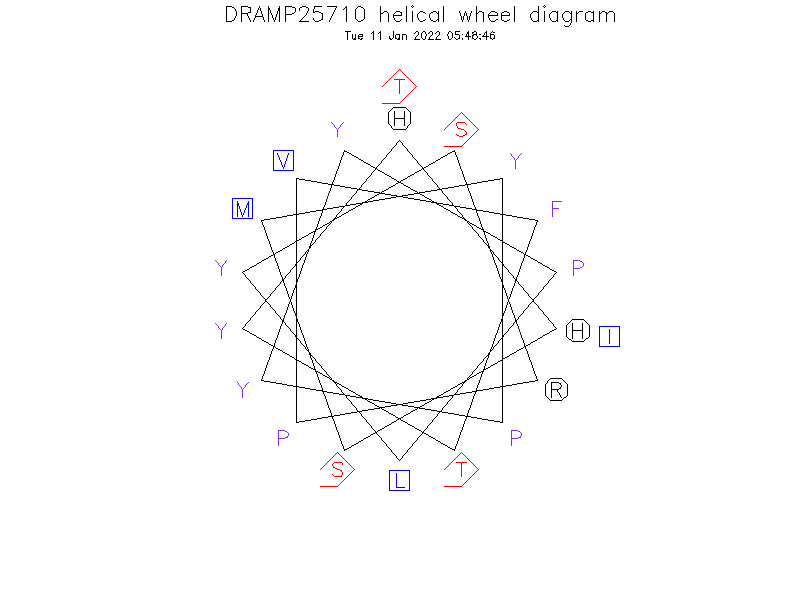 DRAMP25710 helical wheel diagram
Tue 11 Jan 2022 05:48:46
T
H
Y S
V Y
M F
Y P
Y H I
Y R
P P
S L T